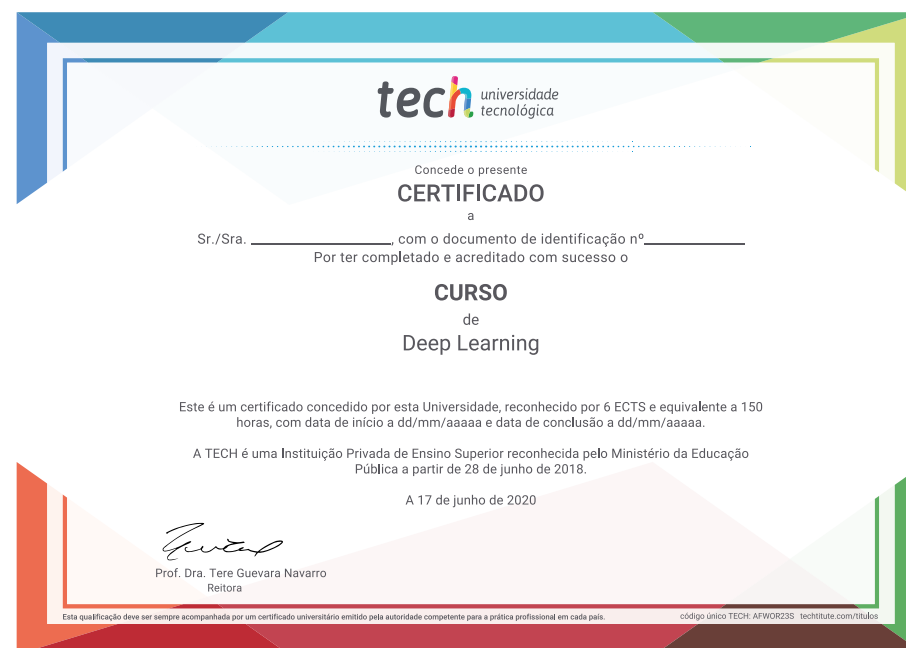 tech universidade
tecnológica
Concede o presente
CERTIFICADO
a
Sr./Sra. ____________, com o documento de identificação nº__________
Por ter completado e acreditado com sucesso o
CURSO
de
Deep Learning
Este é um certificado concedido por esta Universidade, reconhecido por 6 ECTS e equivalente a 150
horas, com data de início a dd/mm/aaaaa e data de conclusão a dd/mm/aaaaa.
A TECH é uma Instituição Privada de Ensino Superior reconhecida pelo Ministério da Educação
Pública a partir de 28 de junho de 2018.
A 17 de junho de 2020
Prof. Dra. Tere Guevara Navarro
Reitora
Esta qualificação deve ser sempre acompanhada por um certificado universitário emitido pela autoridade competente para a prática profissional em cada país.
código único TECH: AFWOR23S techtitute.com/titulos